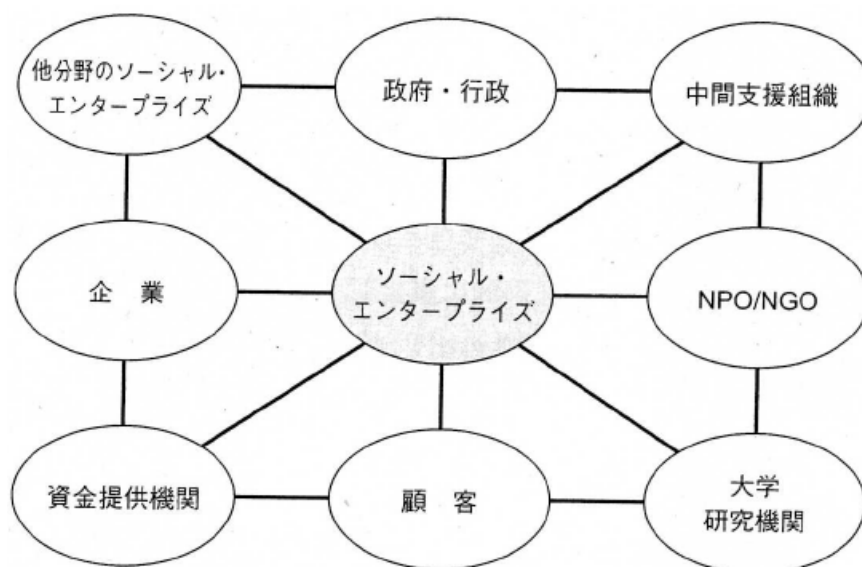 他分野のソーシャル・
エンタープライズ
政府・行政
中間支援組織
企　業
ソーシャル・
エンタープライズ
NPO/NGO
資金提供機関
顧　客
大学
研究機関